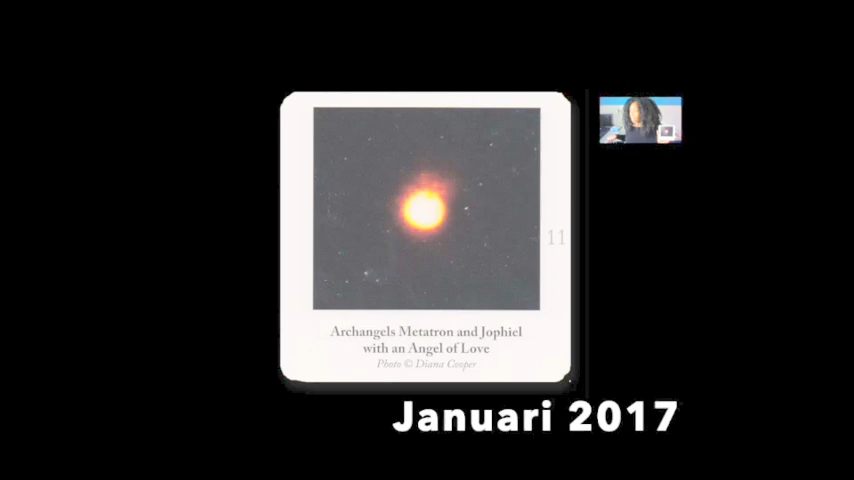 11
Archangels Metatron and Jophiel
with an Angel of Love
Photo © Diana Cooper
Januari 2017